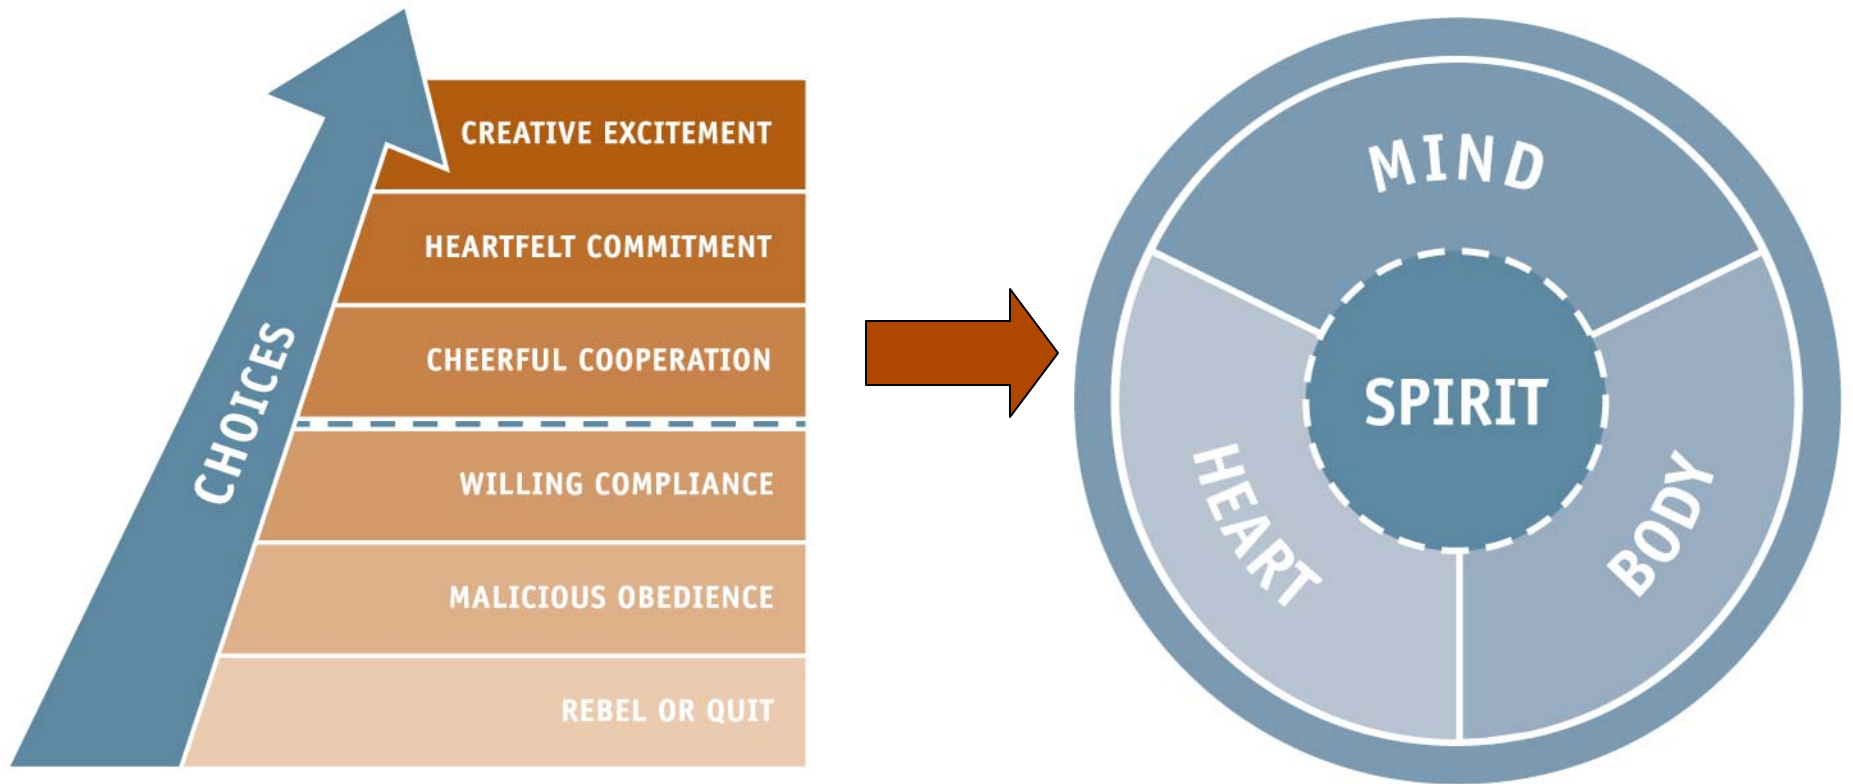 CHOICES
CREATIVE EXCITEMENT
HEARTFELT COMMITMENT
CHEERFUL COOPERATION
WILLING COMPLIANCE
MALICIOUS OBEDIENCE
REBEL OR QUIT
MIND
SPIRIT
HEART
BODY